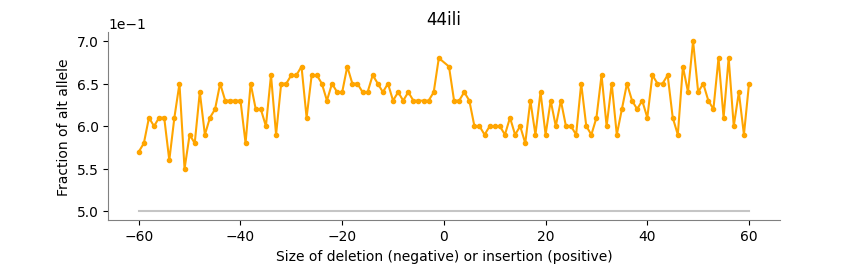 44ili
1e−1
7.0
6.5
6.0
5.5
5.0
Fraction of alt allele
−60 −40 −20 0 20 40 60
Size of deletion (negative) or insertion (positive)